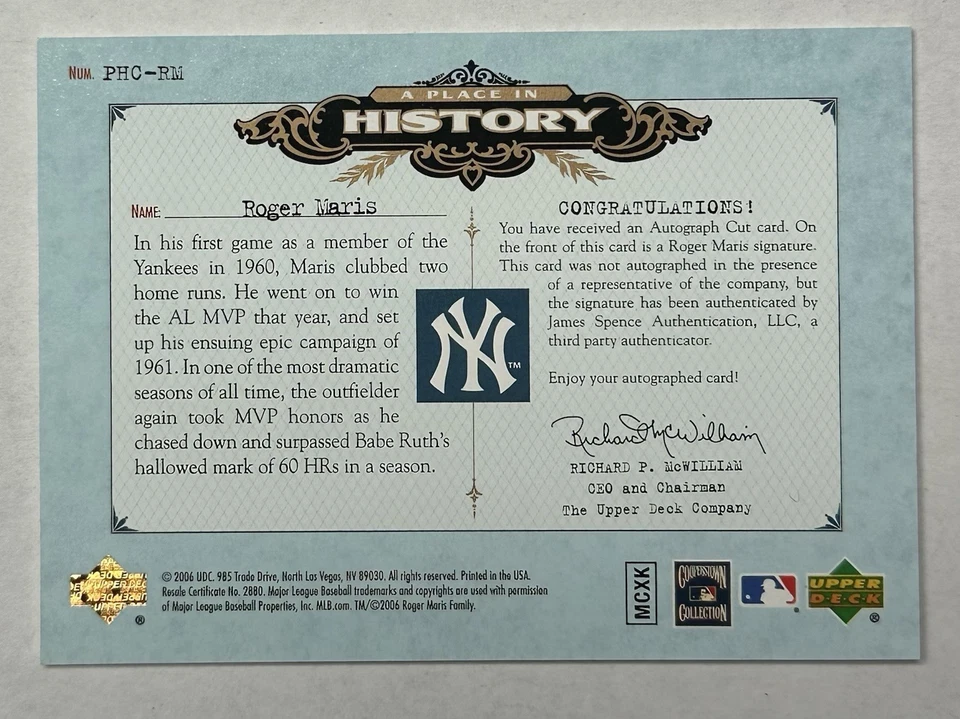 NUM. PHC-RM
A PLACE IN
HISTORY
NAME: Roger Maris
In his first game as a member of the
Yankees in 1960, Maris clubbed two
home runs. He went on to win
the AL MVP that year, and set
up his ensuing epic campaign of
1961. In one of the most dramatic
seasons of all time, the outfielder
again took MVP honors as he
chased down and surpassed Babe Ruth's
hallowed mark of 60 HRs in a season.
NY
TM
CONGRATULATIONS!
You have received an Autograph Cut card. On
the front of this card is a Roger Maris signature.
This card was not autographed in the presence
of a representative of the company, but
the signature has been authenticated by
James Spence Authentication, LLC, a
third party authenticator.
Enjoy your autographed card!
Richard McWilliam
RICHARD P. McWILLIAM
CEO and Chairman
The Upper Deck Company
®
© 2006 UDC. 985 Trade Drive, North Las Vegas, NV 89030. All rights reserved. Printed in the USA.
Resale Certificate No. 2880. Major League Baseball trademarks and copyrights are used with permission
of Major League Baseball Properties, Inc. MLB.com. TM/©2006 Roger Maris Family.
MCXK
COOPERSTOWN
COLLECTION
®
UPPER
DECK
®